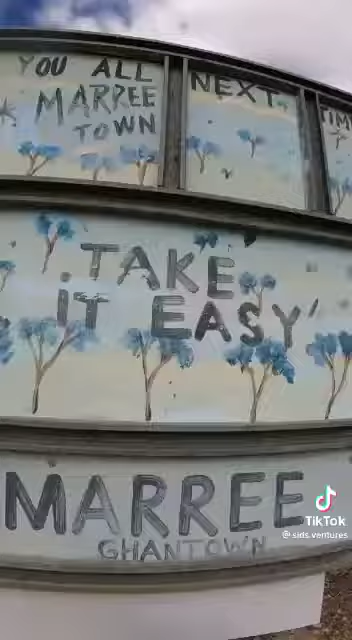 YOU ALL
MARREE
TOWN
NEXT
TIM
TAKE
IT EASY'
MARREE
GHANTOWN
TikTok
@sids.ventures